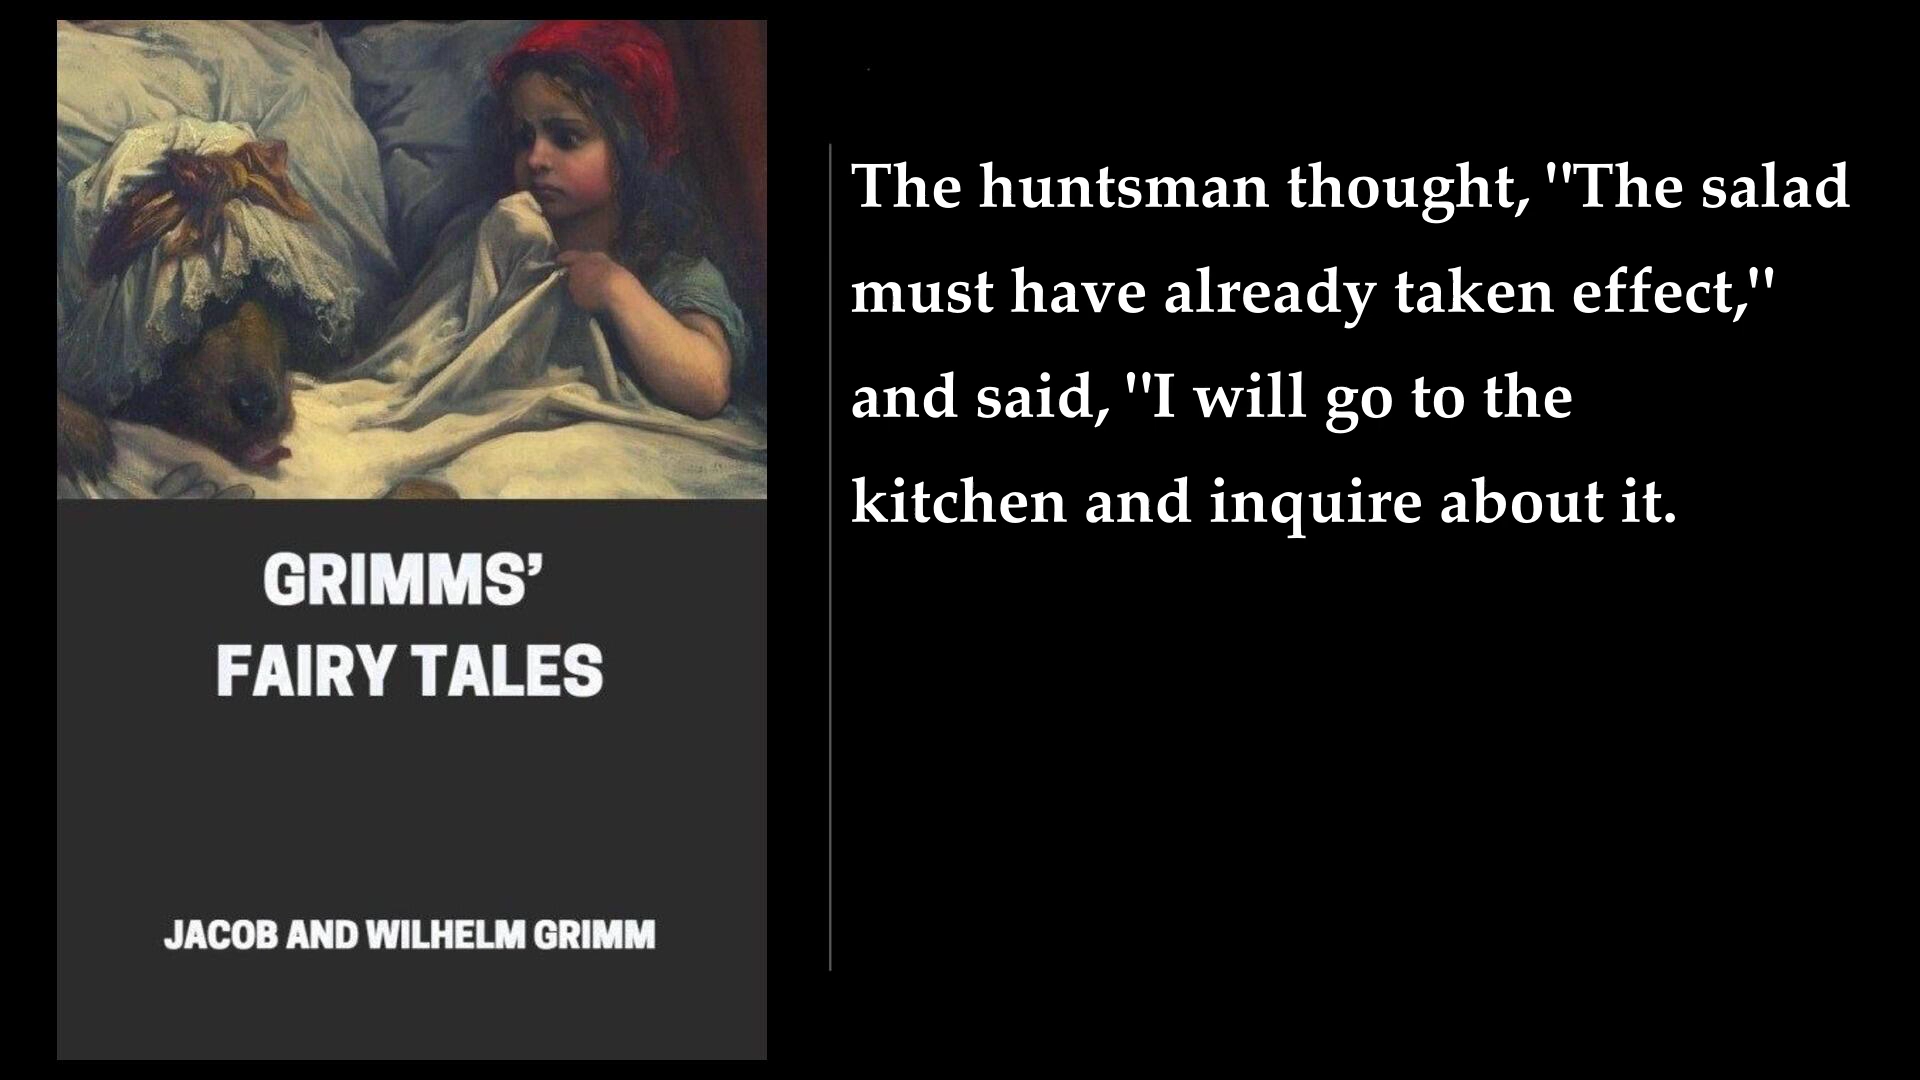 GRIMMS’
FAIRY TALES
JACOB AND WILHELM GRIMM
The huntsman thought, "The salad
must have already taken effect,"
and said, "I will go to the
kitchen and inquire about it.